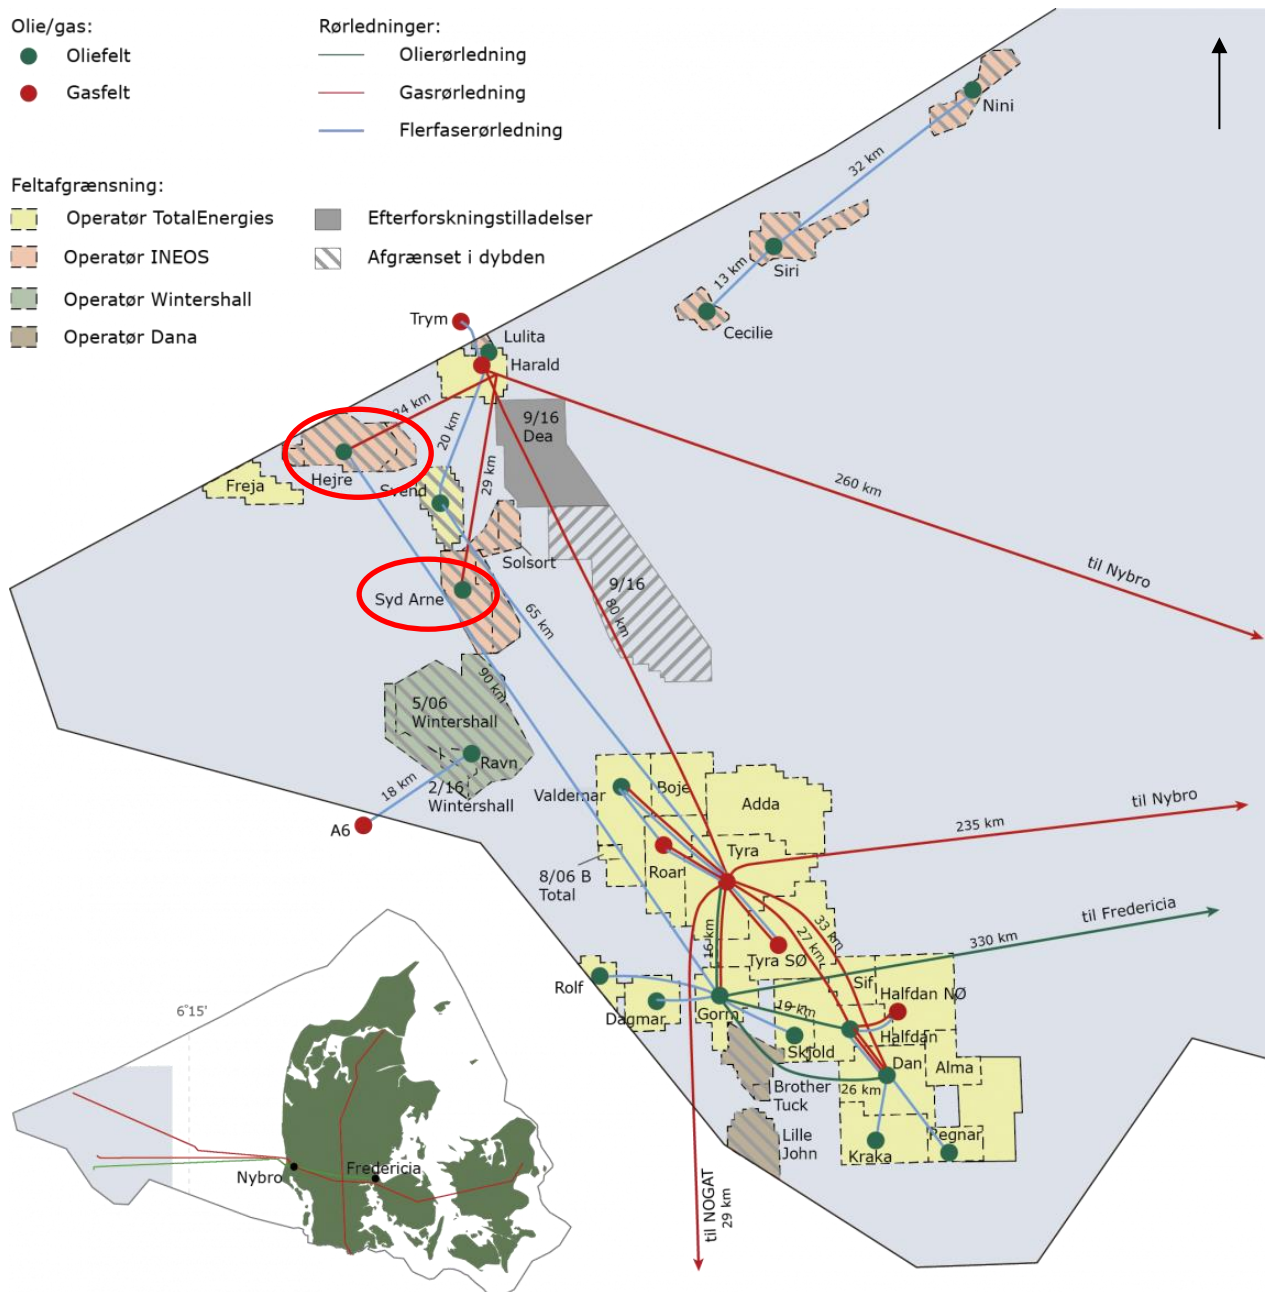 Olie/gas:
Oliefelt
Gasfelt
Rørledninger:
Olierørledning
Gasrørledning
Flerfaserørledning
Feltafgrænsning:
Operatør TotalEnergies
Operatør INEOS
Operatør Wintershall
Operatør Dana
Efterforskningstilladelser
Afgrænset i dybden
Nini
32 km
Siri
13 km
Cecilie
Trym
Lulita
Harald
24 km
9/16
Dea
20 km
Hejre
Freja
Svend
29 km
260 km
Solsort
til Nybro
9/16
Syd Arne
80 km
65 km
90 km
5/06
Wintershall
Ravn
18 km
2/16
Wintershall
A6
Valdemar
Boje
Adda
til Nybro
235 km
Tyra
Roar
8/06 B
Total
til Fredericia
330 km
33 km
27 km
16 km
Tyra SØ
Rolf
Dagmar
Gorm
19 km
Sif
Halfdan NØ
Halfdan
Skjold
Dan
Alma
26 km
Brother
Tuck
Regnar
Kraka
Lille
John
til NOGAT
29 km
6°15'
Nybro
Fredericia